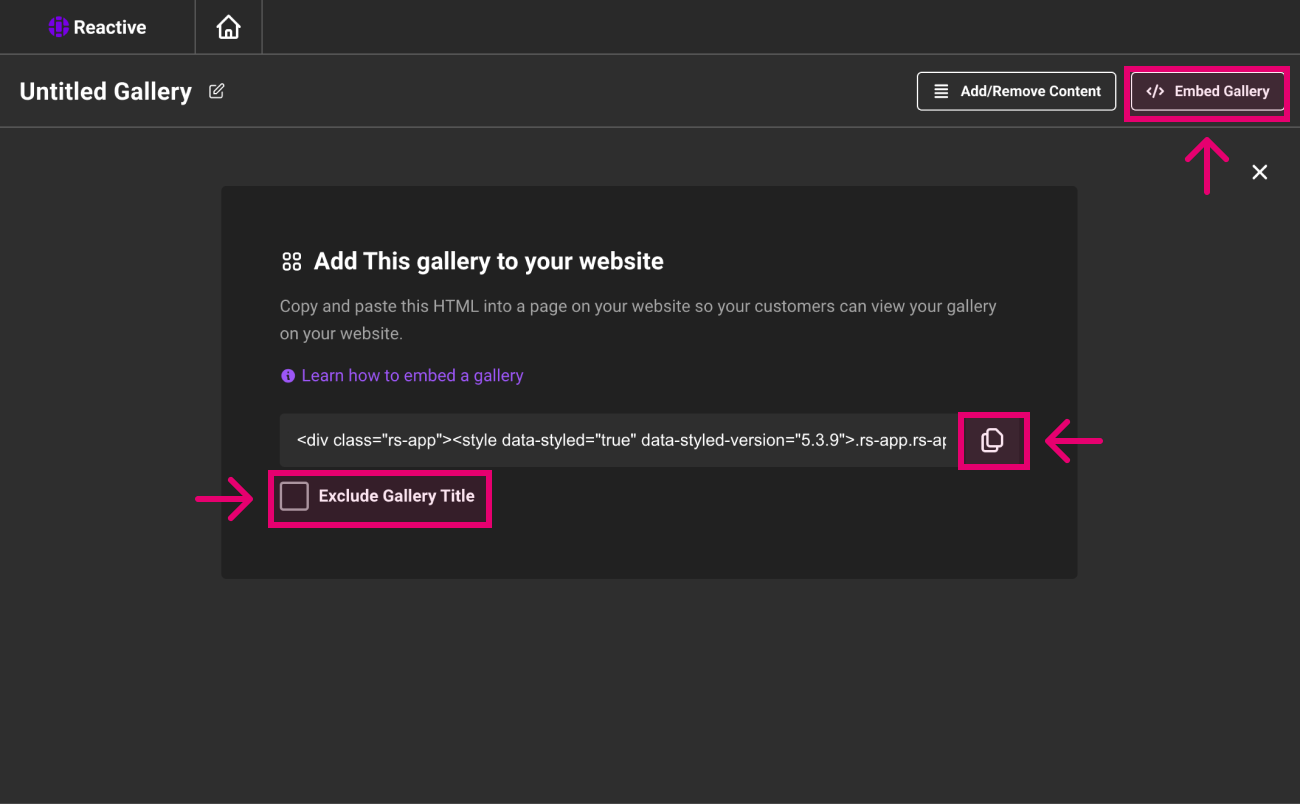 Reactive
Untitled Gallery
Add/Remove Content
</> Embed Gallery
Add This gallery to your website
Copy and paste this HTML into a page on your website so your customers can view your gallery
on your website.
Learn how to embed a gallery
<div class="rs-app"><style data-styled="true" data-styled-version="5.3.9">.rs-app.rs-ap
Exclude Gallery Title